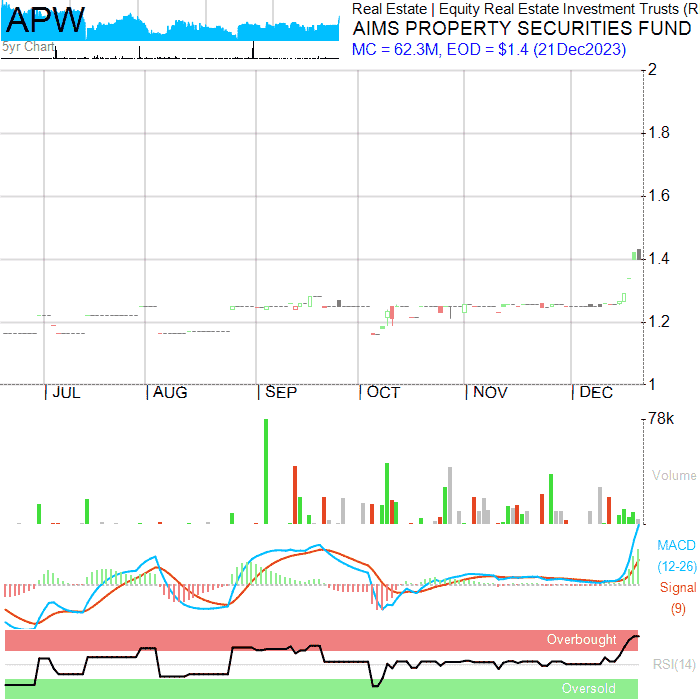 APW
5yr Chart
Real Estate | Equity Real Estate Investment Trusts (R
AIMS PROPERTY SECURITIES FUND
MC = 62.3M, EOD = $1.4 (21Dec2023)
2
1.8
1.6
1.4
1.2
1
JUL AUG SEP OCT NOV DEC
78k
Volume
MACD
(12-26)
Signal
(9)
Overbought
RSI(14)
Oversold